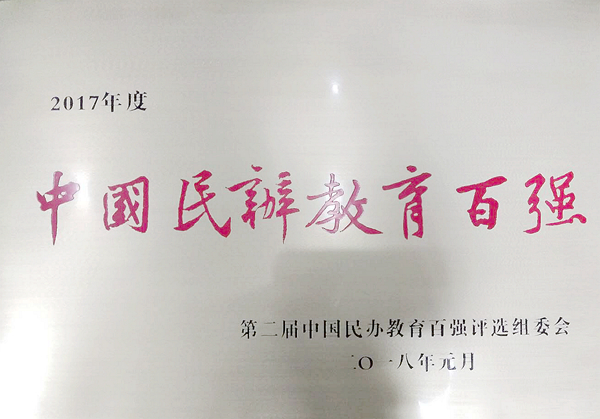 2017年度
中國民辦教育百强
第二届中国民办教育百强评选组委会
二〇一八年元月